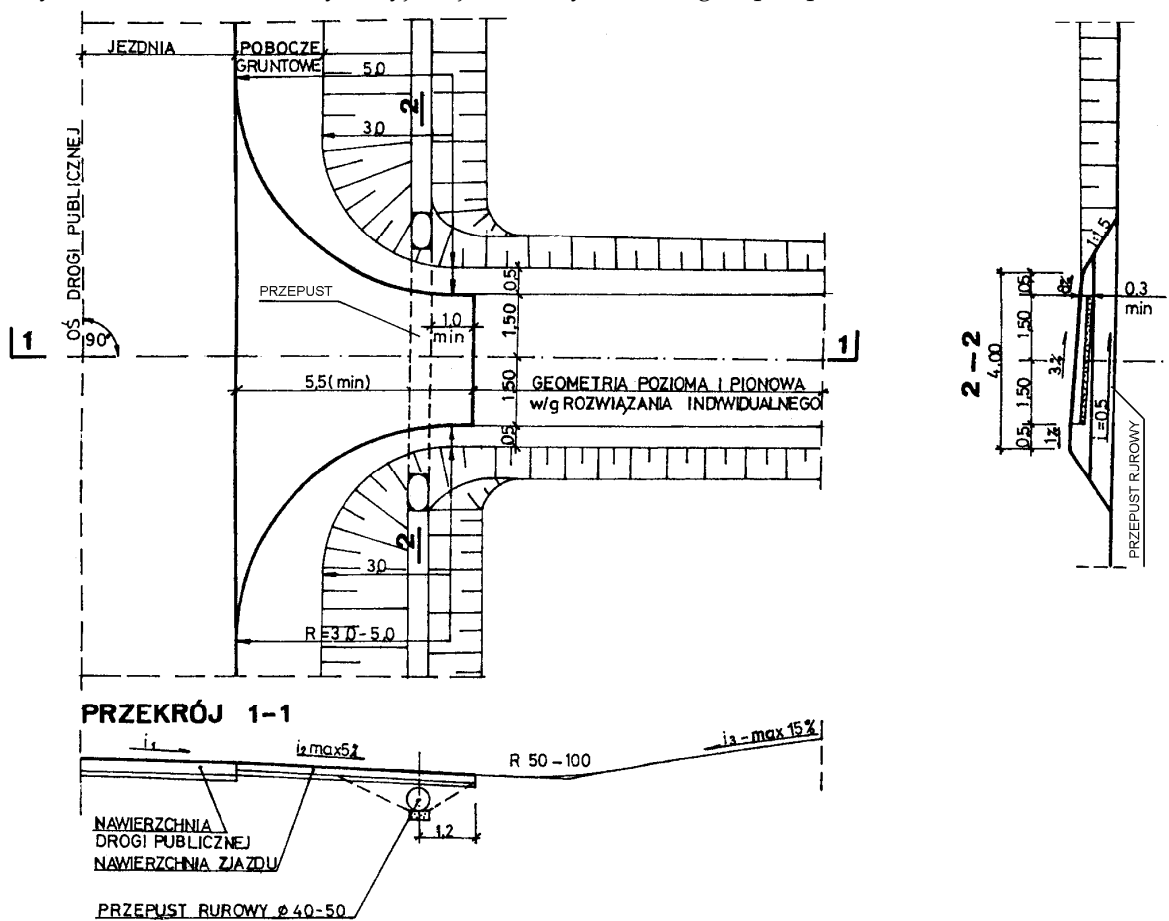 JEZDNIA
POBOCZE
GRUNTOWE
5,0
2
3,0
OŚ DROGI PUBLICZNEJ
90°
PRZEPUST
1,0
min
0,5
1,50
1,50
0,5
1
1
5,5(min)
GEOMETRIA POZIOMA I PIONOWA
w/g ROZWIĄZANIA INDYWIDUALNEGO
2
3,0
R=3,0-5,0
2-2
4,00
0,5
1,50
1,50
0,5
1:1,5
3%
1%
i=0,5
0,3
min
PRZEPUST RUROWY
PRZEKRÓJ 1-1
i₁
i₂ max 5%
R 50-100
i₃-max 15%
1,2
NAWIERZCHNIA
DROGI PUBLICZNEJ
NAWIERZCHNIA ZJAZDU
PRZEPUST RUROWY ø 40-50